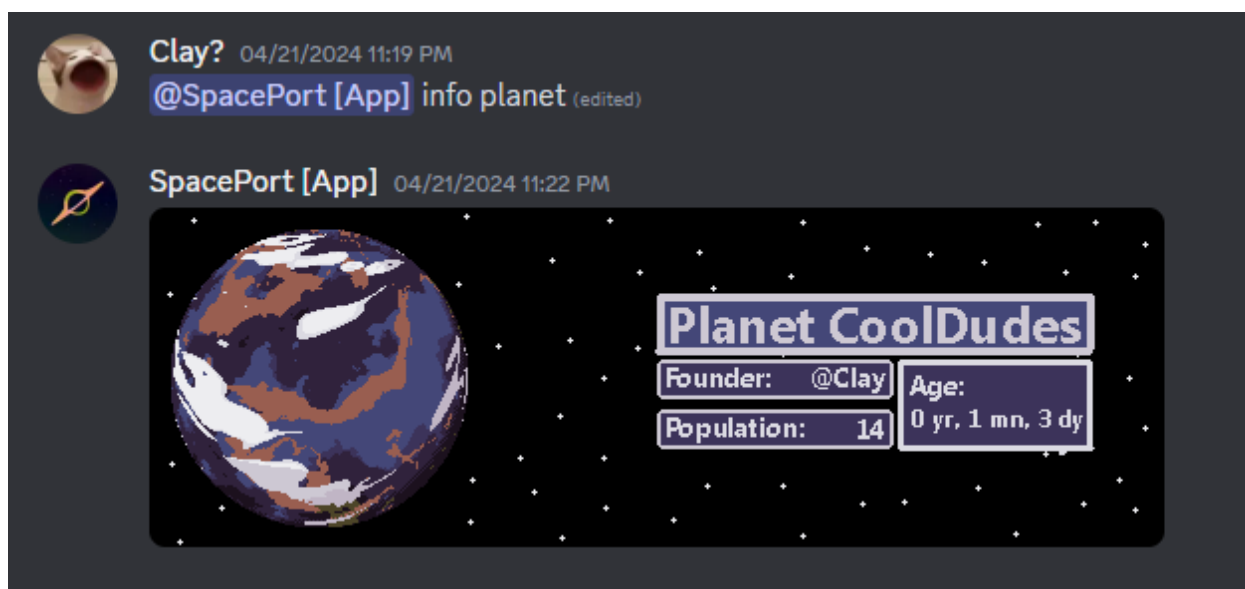 Clay? 04/21/2024 11:19 PM
@SpacePort [App] info planet (edited)
SpacePort [App] 04/21/2024 11:22 PM
Planet CoolDudes
Founder: @Clay
Age:
0 yr, 1 mn, 3 dy
Population: 14